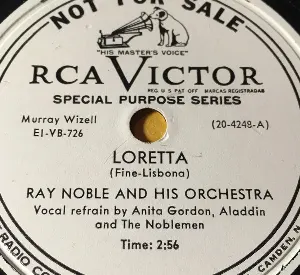 NOT FOR SALE
"HIS MASTER'S VOICE"
RCA VICTOR
REG. U.S. PAT. OFF. MARCAS REGISTRADAS
SPECIAL PURPOSE SERIES
Murray Wizell
E1-VB-726
(20-4248-A)
LORETTA
(Fine-Lisbona)
RAY NOBLE AND HIS ORCHESTRA
Vocal refrain by Anita Gordon, Aladdin
and The Noblemen
Time: 2:56
RADIO
CAMDEN, N.